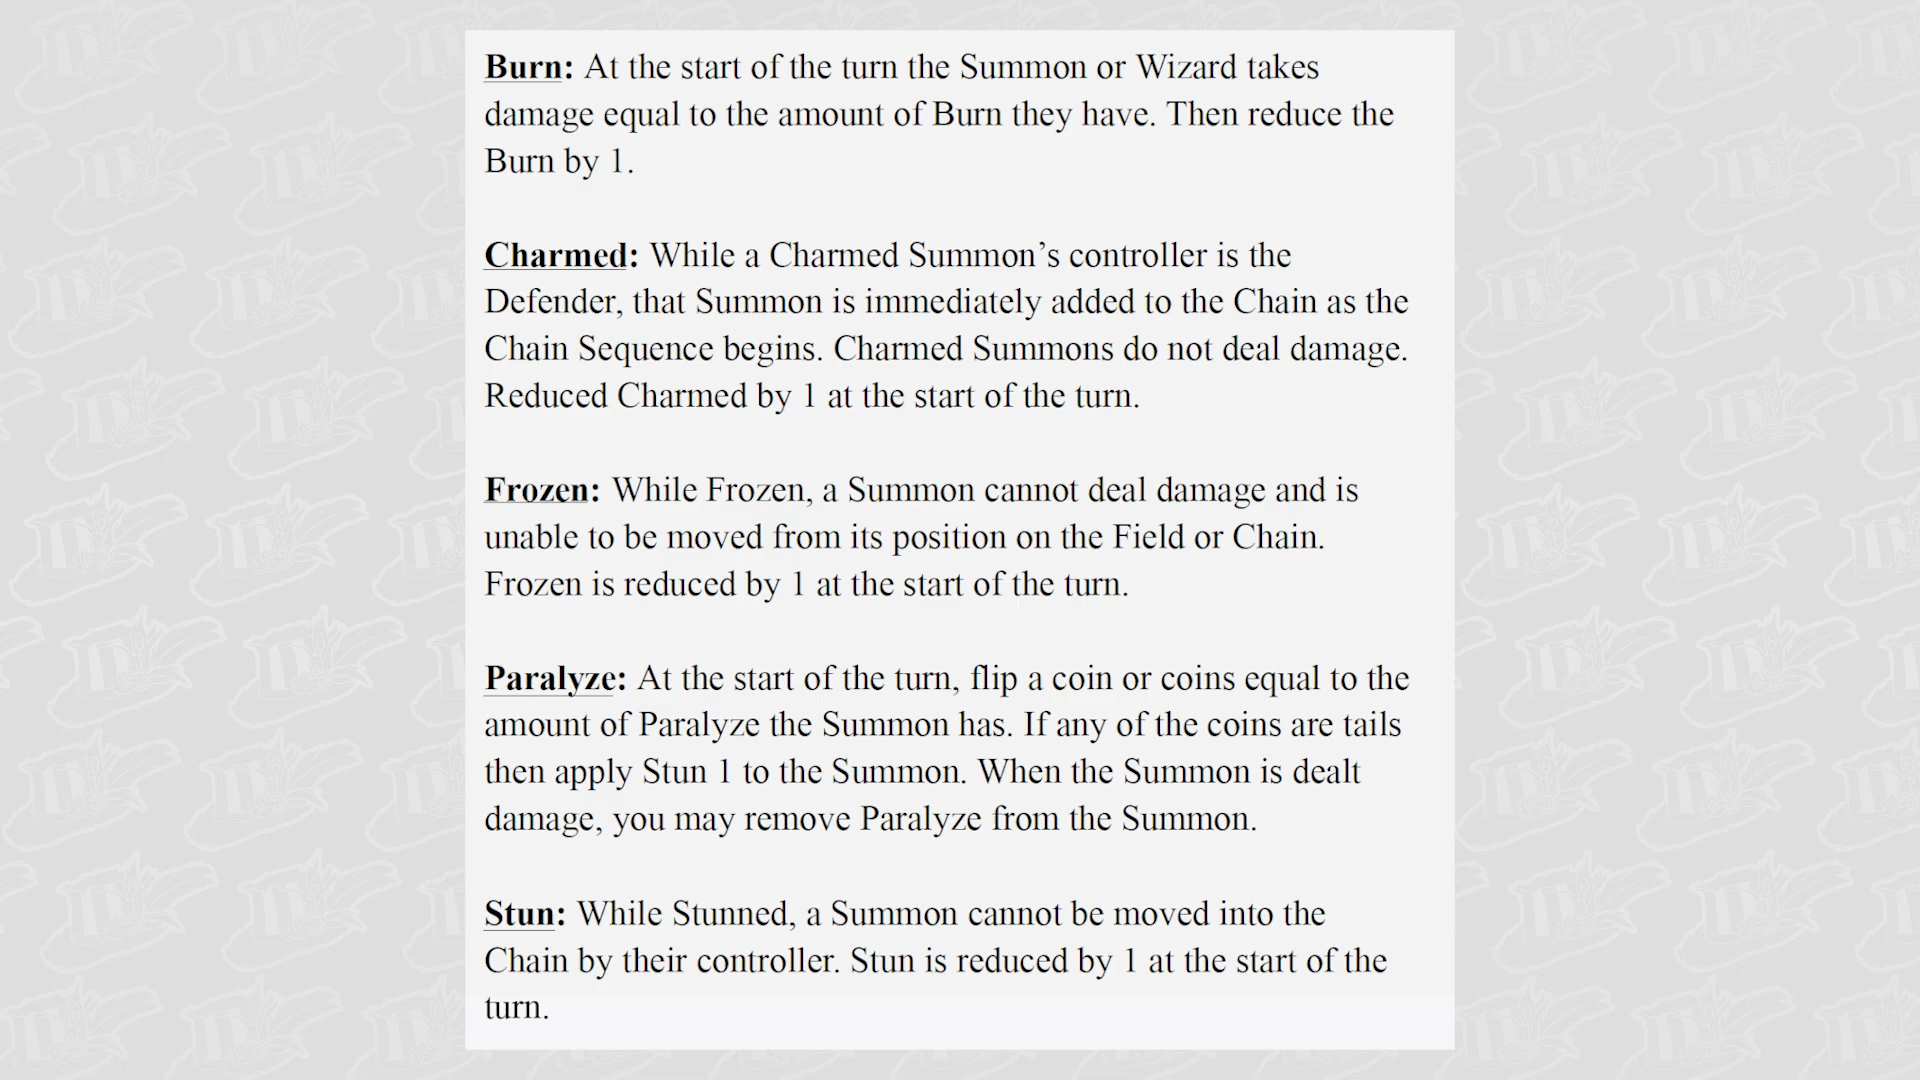 Burn: At the start of the turn the Summon or Wizard takes
damage equal to the amount of Burn they have. Then reduce the
Burn by 1.
Charmed: While a Charmed Summon’s controller is the
Defender, that Summon is immediately added to the Chain as the
Chain Sequence begins. Charmed Summons do not deal damage.
Reduced Charmed by 1 at the start of the turn.
Frozen: While Frozen, a Summon cannot deal damage and is
unable to be moved from its position on the Field or Chain.
Frozen is reduced by 1 at the start of the turn.
Paralyze: At the start of the turn, flip a coin or coins equal to the
amount of Paralyze the Summon has. If any of the coins are tails
then apply Stun 1 to the Summon. When the Summon is dealt
damage, you may remove Paralyze from the Summon.
Stun: While Stunned, a Summon cannot be moved into the
Chain by their controller. Stun is reduced by 1 at the start of the
turn.